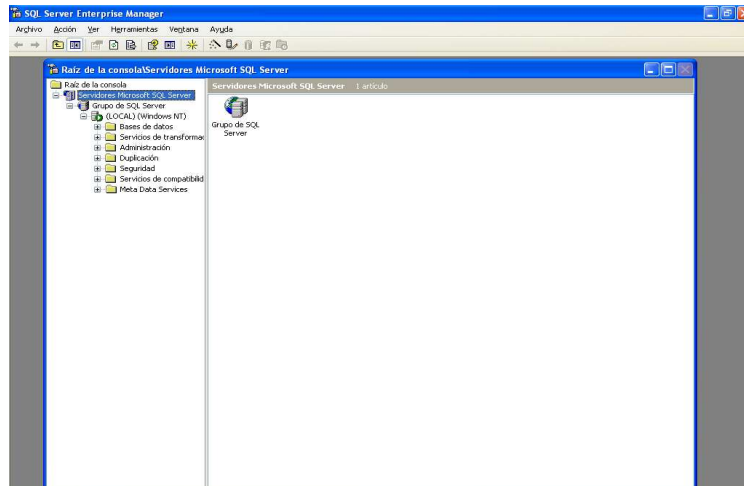 SQL Server Enterprise Manager
Archivo Acción Ver Herramientas Ventana Ayuda
Raíz de la consola\Servidores Microsoft SQL Server
Raíz de la consola
Servidores Microsoft SQL Server
Grupo de SQL Server
(LOCAL) (Windows NT)
Bases de datos
Servicios de transformac
Administración
Duplicación
Seguridad
Servicios de compatibilid
Meta Data Services
Servidores Microsoft SQL Server 1 artículo
Grupo de SQL
Server